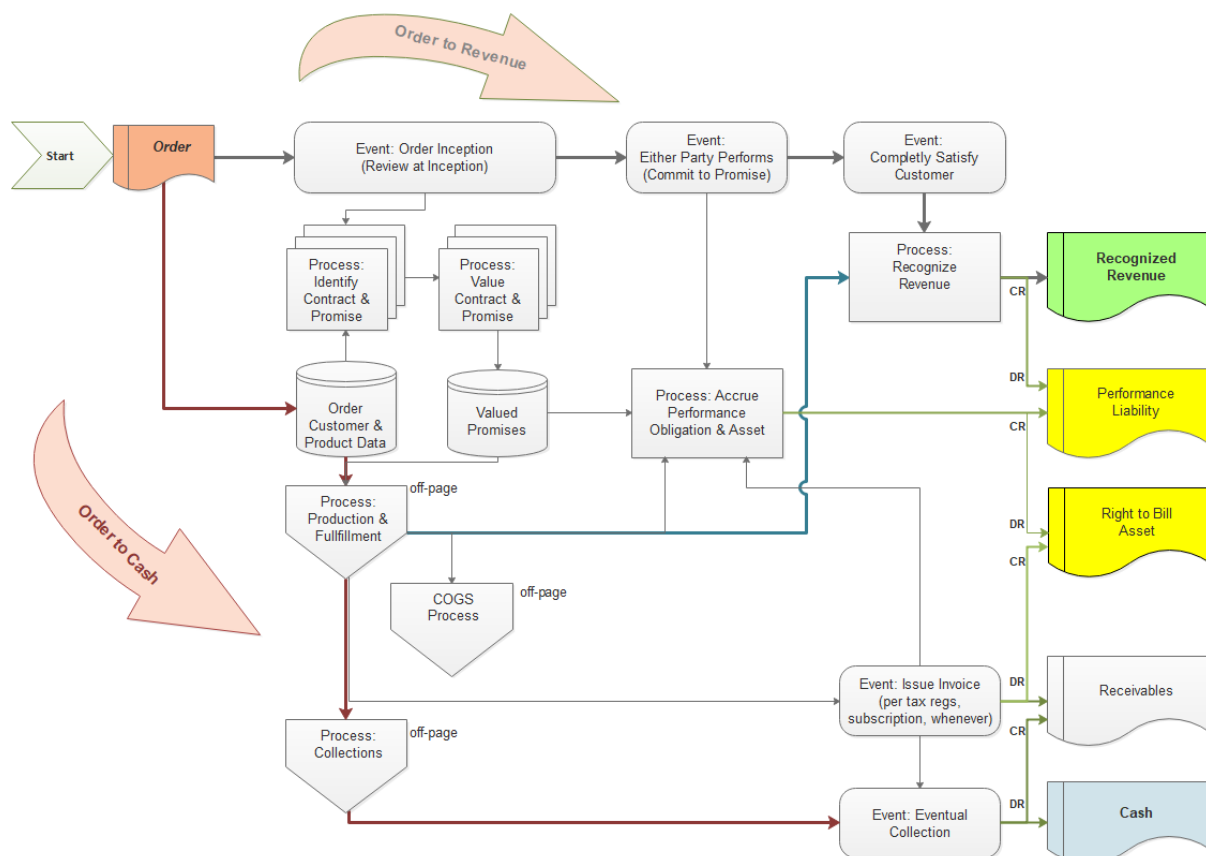 Order to Revenue
Start
Order
Event: Order Inception
(Review at Inception)
Event:
Either Party Performs
(Commit to Promise)
Event:
Completly Satisfy
Customer
Process:
Identify
Contract &
Promise
Process:
Value
Contract &
Promise
Process:
Recognize
Revenue
CR
Recognized
Revenue
Order
Customer &
Product Data
Valued
Promises
Process: Accrue
Performance
Obligation & Asset
DR
CR
Performance
Liability
Order to Cash
Process:
Production &
Fullfillment
off-page
DR
CR
Right to Bill
Asset
COGS
Process
off-page
Event: Issue Invoice
(per tax regs,
subscription, whenever)
DR
CR
Receivables
Process:
Collections
off-page
Event: Eventual
Collection
DR
Cash